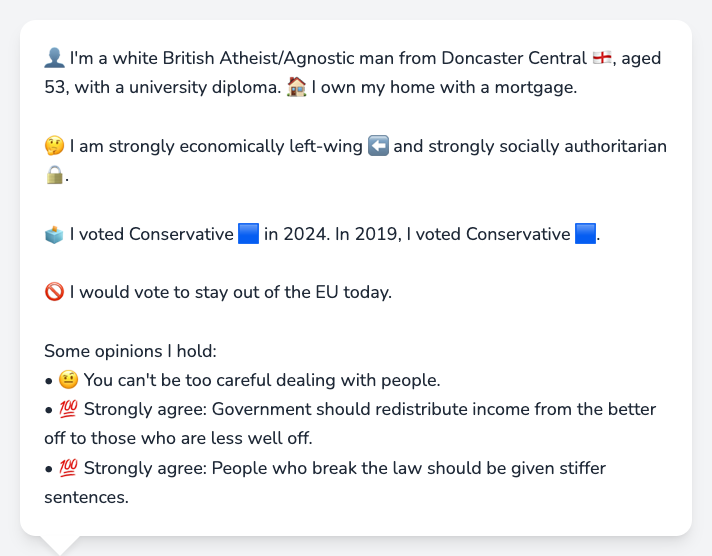 👤 I'm a white British Atheist/Agnostic man from Doncaster Central 🏴󠁧󠁢󠁥󠁮󠁧󠁿, aged
53, with a university diploma. 🏠 I own my home with a mortgage.
🤔 I am strongly economically left-wing ⬅️ and strongly socially authoritarian
🔒.
🗳️ I voted Conservative 🟦 in 2024. In 2019, I voted Conservative 🟦.
🚫 I would vote to stay out of the EU today.
Some opinions I hold:
• 🤨 You can't be too careful dealing with people.
• 💯 Strongly agree: Government should redistribute income from the better
off to those who are less well off.
• 💯 Strongly agree: People who break the law should be given stiffer
sentences.